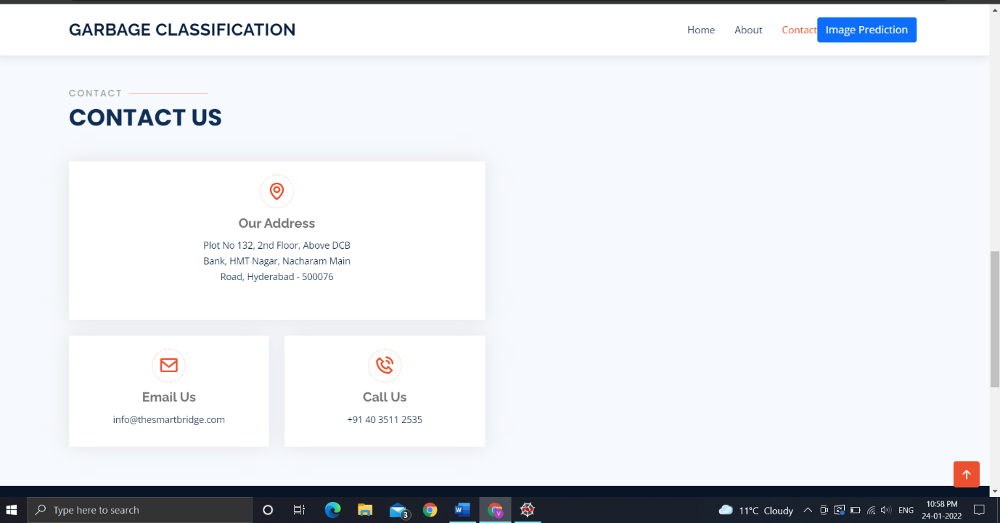 GARBAGE CLASSIFICATION
Home About Contact Image Prediction
CONTACT
CONTACT US
Our Address
Plot No 132, 2nd Floor, Above DCB
Bank, HMT Nagar, Nacharam Main
Road, Hyderabad - 500076
Email Us
info@thesmartbridge.com
Call Us
+91 40 3511 2535
Type here to search
3
W
V
11°C Cloudy
ENG
10:58 PM
24-01-2022